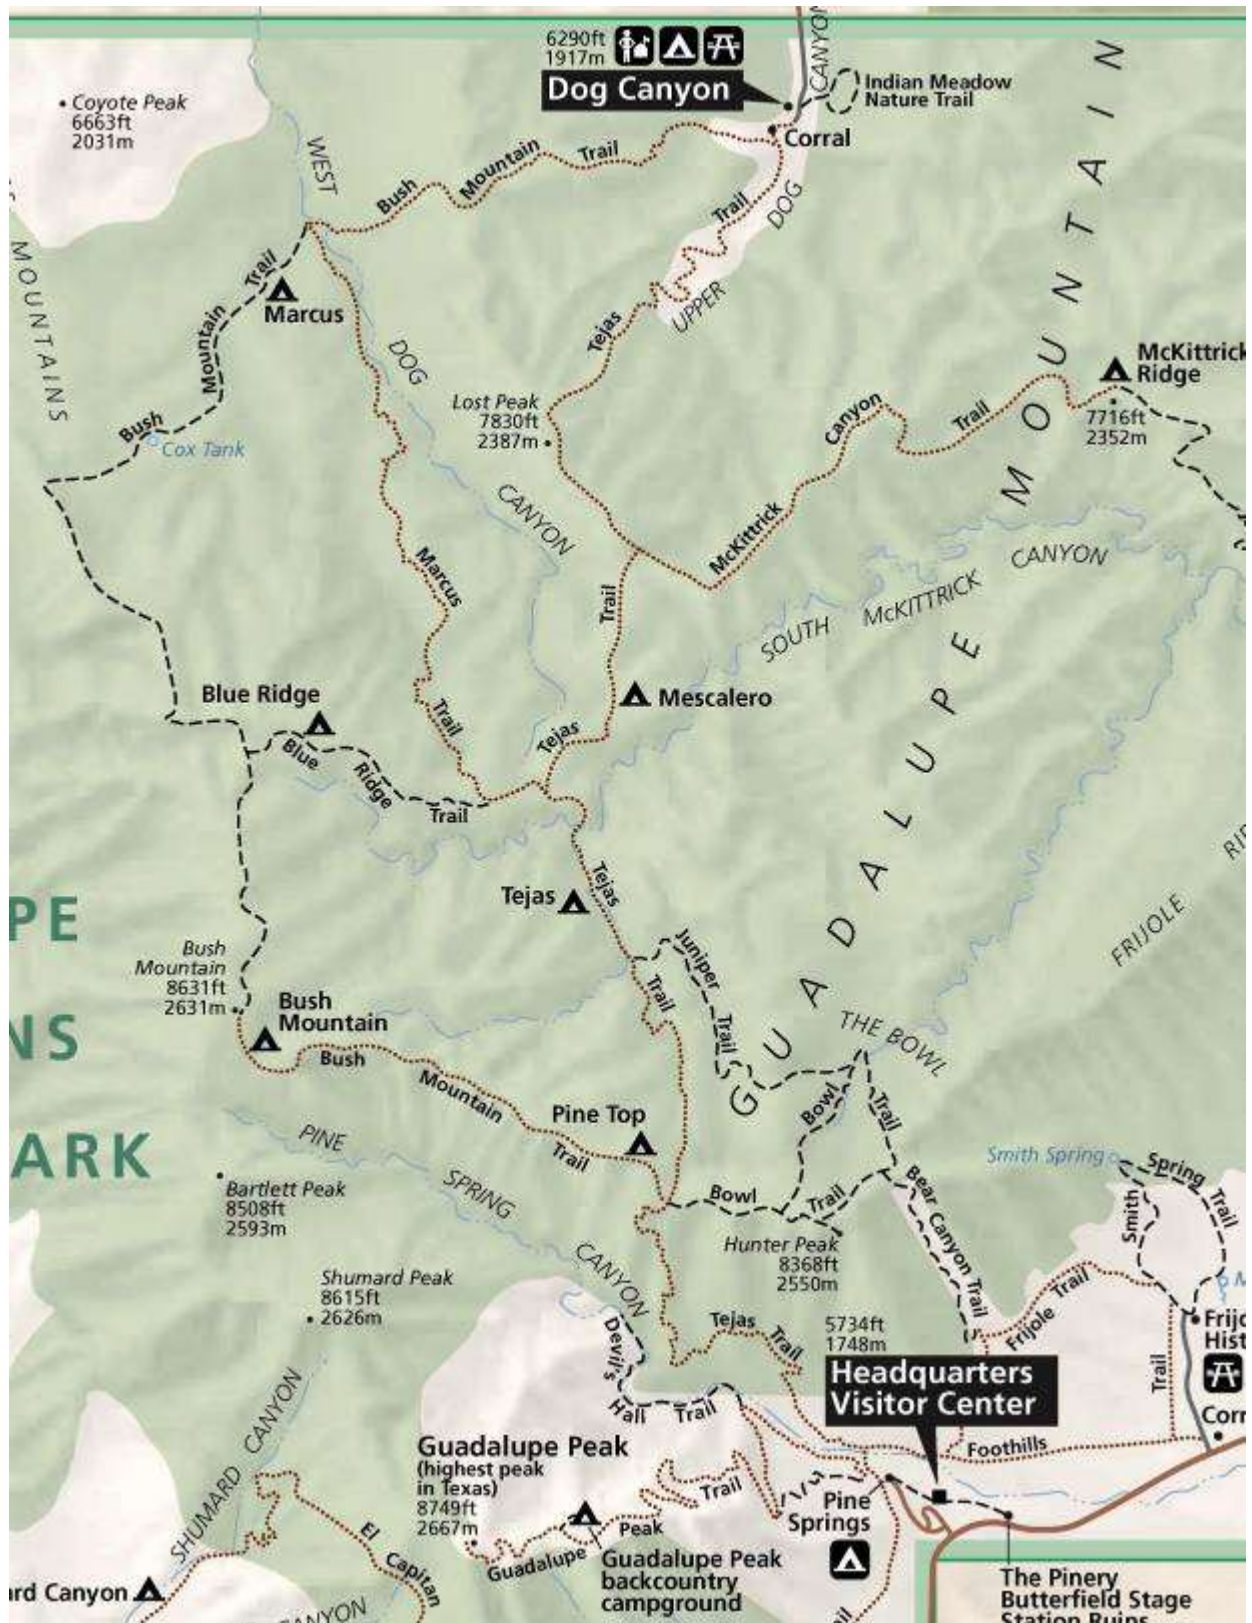 6290ft
1917m
Dog Canyon
CANYON
Indian Meadow
Nature Trail
Corral
Coyote Peak
6663ft
2031m
WEST
Bush Mountain Trail
Trail
DOG
UPPER
Tejas
MOUNTAINS
Bush Mountain Trail
Marcus
DOG
CANYON
Cox Tank
Lost Peak
7830ft
2387m
McKittrick
Ridge
7716ft
2352m
McKittrick Canyon Trail
GUADALUPE MOUNTAIN
SOUTH McKITTRICK CANYON
Marcus Trail
Trail
Tejas
Mescalero
Blue Ridge
Blue Ridge Trail
Tejas
Tejas
Trail
Juniper Trail
FRIJOLE
PE
NS
ARK
Bush
Mountain
8631ft
2631m
Bush
Mountain
Bush Mountain Trail
THE BOWL
Bowl
Trail
Pine Top
PINE SPRING CANYON
Bartlett Peak
8508ft
2593m
Bowl Trail
Bear Canyon Trail
Hunter Peak
8368ft
2550m
Smith Spring
Smith Spring Trail
Shumard Peak
8615ft
2626m
Tejas Trail
5734ft
1748m
Headquarters
Visitor Center
Frijole Trail
Trail
Devil's Hall Trail
Foothills
SHUMARD CANYON
Guadalupe Peak
(highest peak
in Texas)
8749ft
2667m
Guadalupe Peak Trail
Pine
Springs
Guadalupe Peak
backcountry
campground
El Capitan
rd Canyon
ANYON
ail
The Pinery
Butterfield Stage
Station Ruins